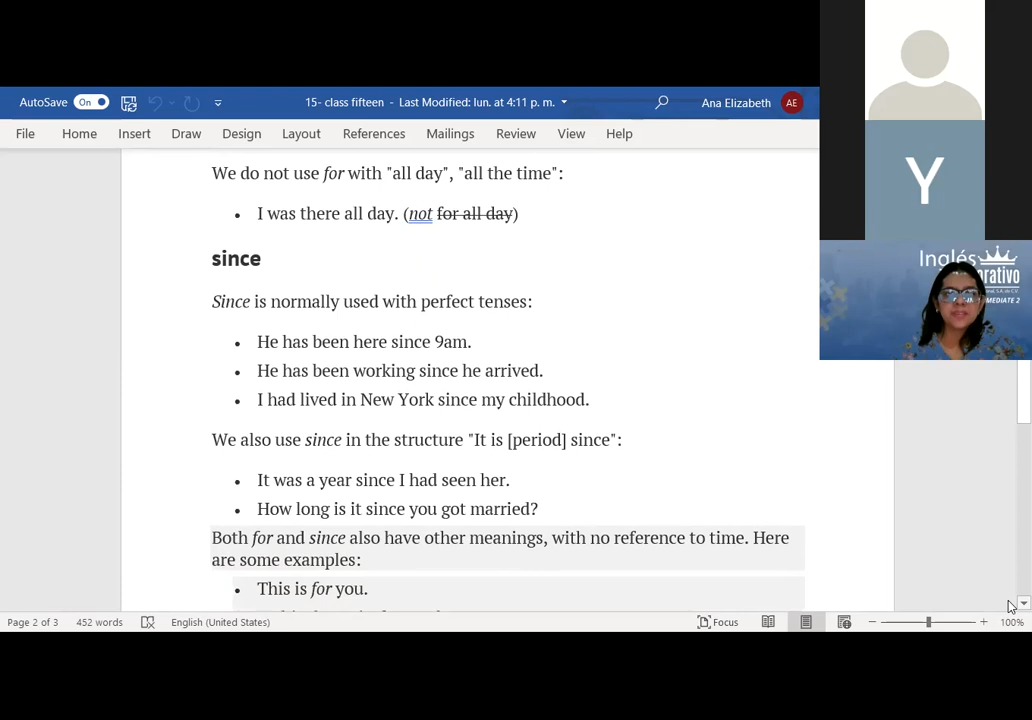 AutoSave On 15- class fifteen - Last Modified: lun. at 4:11 p. m. Ana Elizabeth AE
File Home Insert Draw Design Layout References Mailings Review View Help
We do not use for with "all day", "all the time":
• I was there all day. (not for all day)
since
Since is normally used with perfect tenses:
• He has been here since 9am.
• He has been working since he arrived.
• I had lived in New York since my childhood.
We also use since in the structure "It is [period] since":
• It was a year since I had seen her.
• How long is it since you got married?
Both for and since also have other meanings, with no reference to time. Here
are some examples:
• This is for you.
Page 2 of 3 452 words English (United States) Focus 100%
Y
Inglés